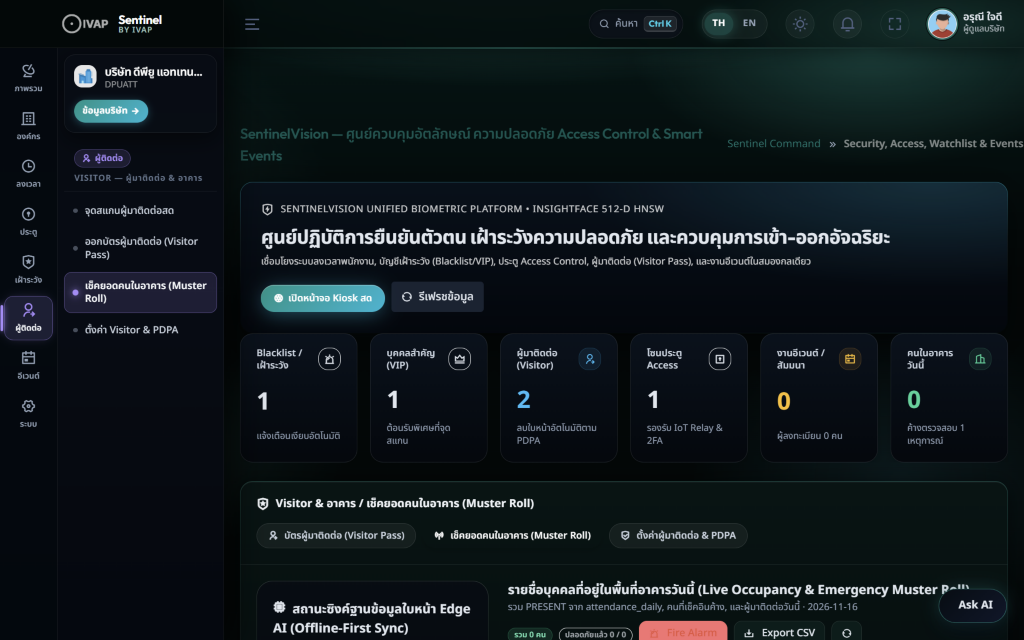 IVAP Sentinel
BY IVAP
ค้นหา Ctrl K
TH EN
อรุณี ใจดี
ผู้ดูแลบริษัท
ภาพรวม
องค์กร
ลงเวลา
ประตู
เฝ้าระวัง
ผู้ติดต่อ
อีเวนต์
ระบบ
บริษัท ดีพียู แอทเทน...
DPUATT
ข้อมูลบริษัท →
ผู้ติดต่อ
VISITOR — ผู้มาติดต่อ & อาคาร
จุดสแกนผู้มาติดต่อสด
ออกบัตรผู้มาติดต่อ (Visitor
Pass)
เช็คยอดคนในอาคาร (Muster
Roll)
ตั้งค่า Visitor & PDPA
SentinelVision — ศูนย์ควบคุมอัตลักษณ์ ความปลอดภัย Access Control & Smart
Events
Sentinel Command » Security, Access, Watchlist & Events
SENTINELVISION UNIFIED BIOMETRIC PLATFORM • INSIGHTFACE 512-D HNSW
ศูนย์ปฏิบัติการยืนยันตัวตน เฝ้าระวังความปลอดภัย และควบคุมการเข้า-ออกอัจฉริยะ
เชื่อมโยงระบบลงเวลาพนักงาน, บัญชีเฝ้าระวัง (Blacklist/VIP), ประตู Access Control, ผู้มาติดต่อ (Visitor Pass), และงานอีเวนต์ในสมองกลเดียว
เปิดหน้าจอ Kiosk สด
รีเฟรชข้อมูล
Blacklist /
เฝ้าระวัง
1
แจ้งเตือนเงียบอัตโนมัติ
บุคคลสำคัญ
(VIP)
1
ต้อนรับพิเศษที่จุด
สแกน
ผู้มาติดต่อ
(Visitor)
2
ลบใบหน้าอัตโนมัติตาม
PDPA
โซนประตู
Access
1
รองรับ IoT Relay &
2FA
งานอีเวนต์ /
สัมมนา
0
ผู้ลงทะเบียน 0 คน
คนในอาคาร
วันนี้
0
ค้างตรวจสอบ 1
เหตุการณ์
Visitor & อาคาร / เช็คยอดคนในอาคาร (Muster Roll)
บัตรผู้มาติดต่อ (Visitor Pass)
เช็คยอดคนในอาคาร (Muster Roll)
ตั้งค่าผู้มาติดต่อ & PDPA
สถานะซิงค์ฐานข้อมูลใบหน้า Edge
AI (Offline-First Sync)
รายชื่อบุคคลที่อยู่ในพื้นที่อาคารวันนี้ (Live Occupancy & Emergency Muster Roll)
รวม PRESENT จาก attendance_daily, คนที่เช็คอินค้าง, และผู้มาติดต่อวันนี้ · 2026-11-16
รวม 0 คน
ปลอดภัยแล้ว 0 / 0
Fire Alarm
Export CSV
Ask AI